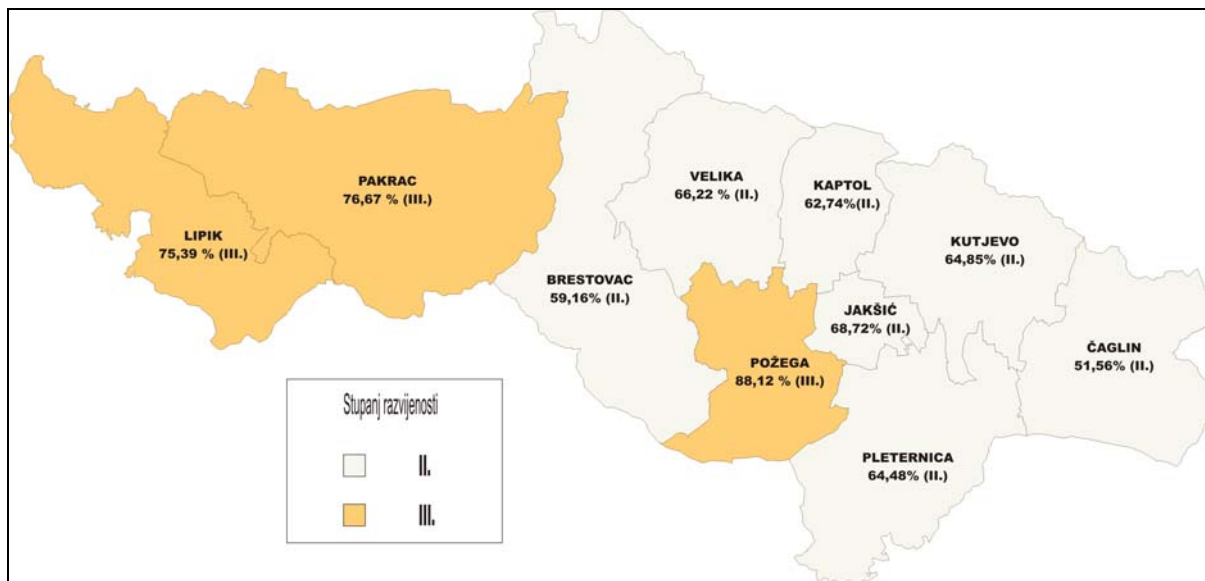 PAKRAC
76,67 % (III.)
LIPIK
75,39 % (III.)
VELIKA
66,22 % (II.)
KAPTOL
62,74%(II.)
KUTJEVO
64,85% (II.)
BRESTOVAC
59,16% (II.)
JAKŠIĆ
68,72% (II.)
ČAGLIN
51,56% (II.)
POŽEGA
88,12 % (III.)
PLETERNICA
64,48% (II.)
Stupanj razvijenosti
II.
III.